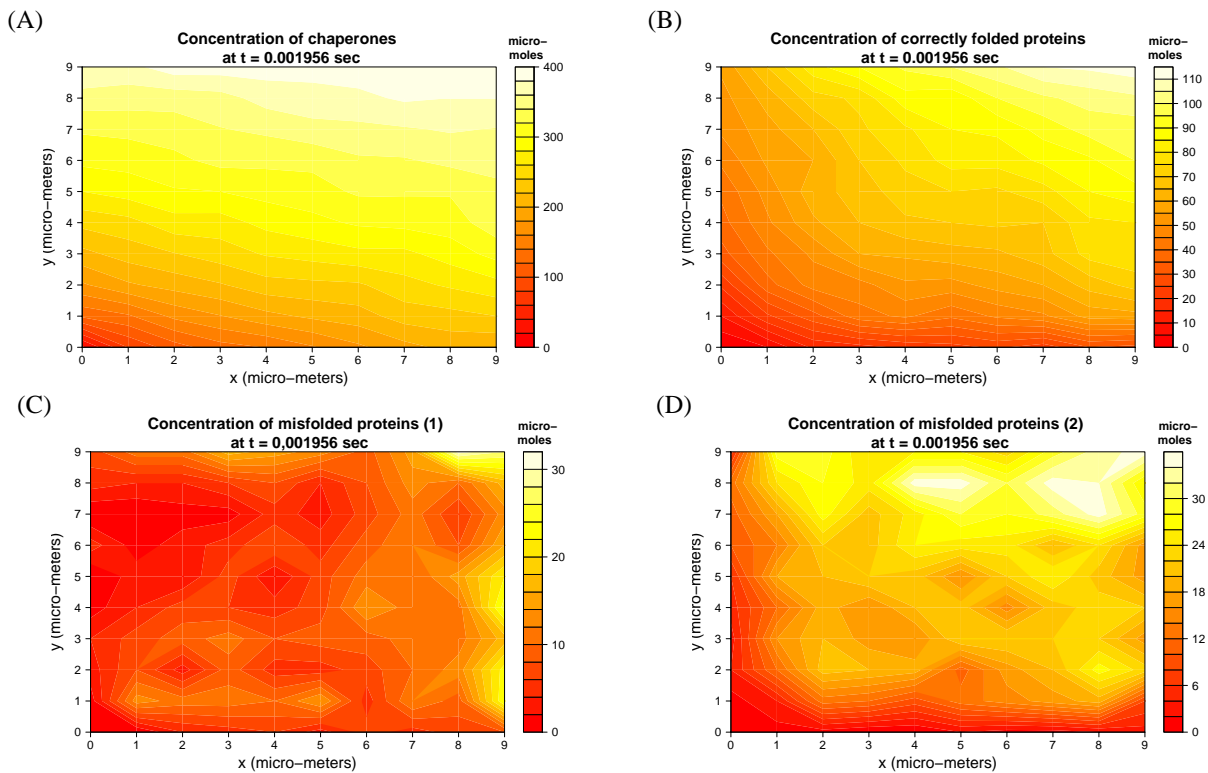 (A)
Concentration of chaperones
at t = 0.001956 sec
micro−
moles
9
8
7
6
5
4
3
2
1
0
y (micro−meters)
0 1 2 3 4 5 6 7 8 9
x (micro−meters)
400
200
100
0
(B)
Concentration of correctly folded proteins
at t = 0.001956 sec
micro−
moles
9
8
7
6
5
4
3
2
1
0
y (micro−meters)
0 1 2 3 4 5 6 7 8 9
x (micro−meters)
110
100
90
80
70
60
50
40
30
20
10
0
(C)
Concentration of misfolded proteins (1)
at t = 0,001956 sec
micro−
moles
9
8
7
6
5
4
3
2
1
0
y (micro−meters)
0 1 2 3 4 5 6 7 8 9
x (micro−meters)
30
20
10
0
(D)
Concentration of misfolded proteins (2)
at t = 0.001956 sec
micro−
moles
9
8
7
6
5
4
3
2
1
0
y (micro−meters)
0 1 2 3 4 5 6 7 8 9
x (micro−meters)
30
24
18
12
6
0